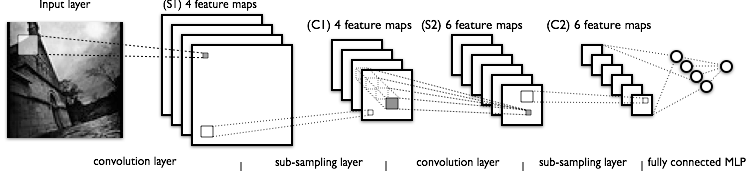 Input layer
(S1) 4 feature maps
(C1) 4 feature maps
(S2) 6 feature maps
(C2) 6 feature maps
convolution layer
sub-sampling layer
convolution layer
sub-sampling layer
fully connected MLP